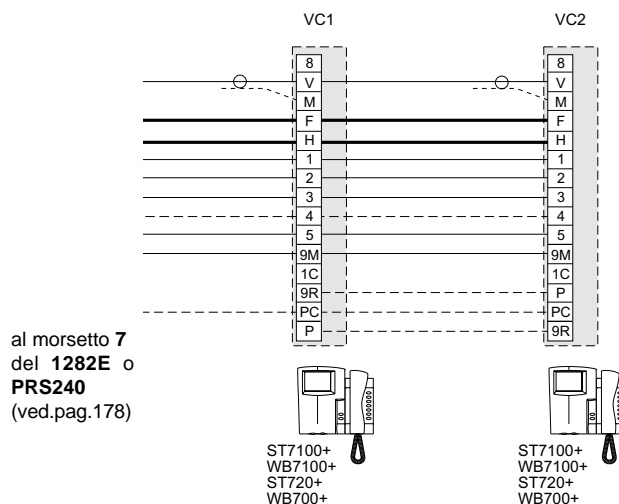 VC1
VC2
8
V
M
F
H
1
2
3
4
5
9M
1C
9R
PC
P
8
V
M
F
H
1
2
3
4
5
9M
1C
P
PC
9R
al morsetto 7
del 1282E o
PRS240
(ved.pag.178)
ST7100+
WB7100+
ST720+
WB700+
ST7100+
WB7100+
ST720+
WB700+